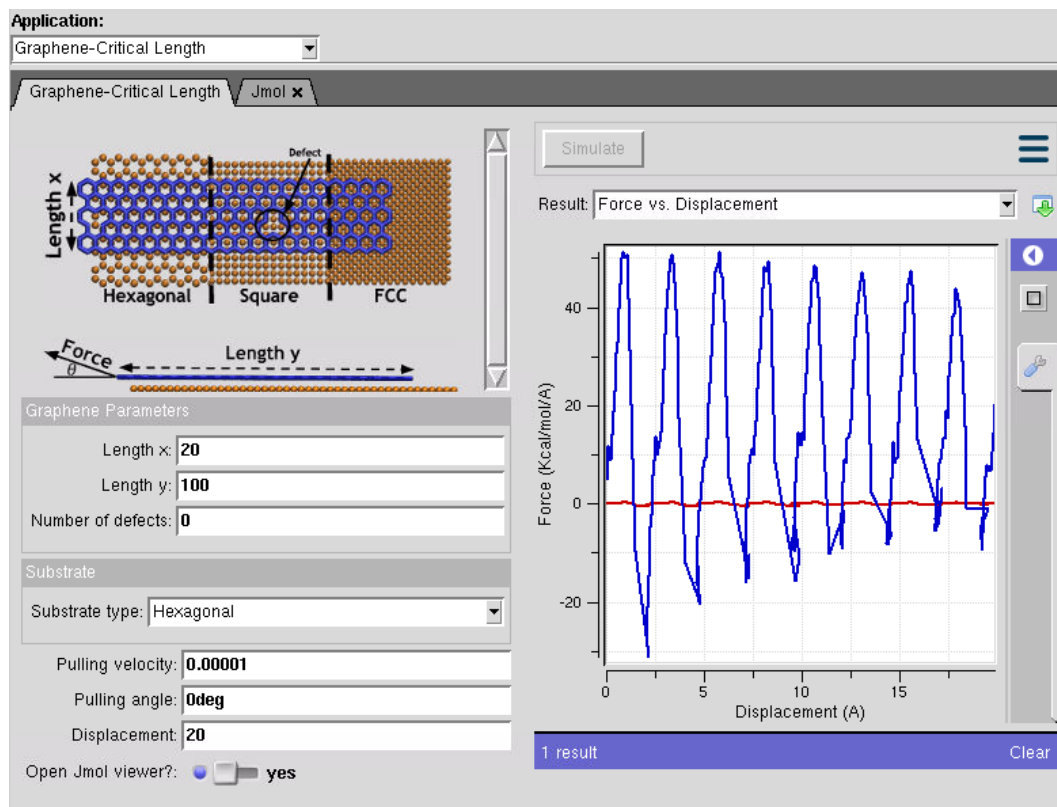 Application:
Graphene-Critical Length
Graphene-Critical Length
Jmol x
Defect
Length x
Hexagonal Square FCC
Force
θ
Length y
Graphene Parameters
Length x: 20
Length y: 100
Number of defects: 0
Substrate
Substrate type: Hexagonal
Pulling velocity: 0.00001
Pulling angle: 0deg
Displacement: 20
Open Jmol viewer?: yes
Simulate
Result: Force vs. Displacement
Force (Kcal/mol/A)
40
20
0
-20
0 5 10 15
Displacement (A)
1 result Clear